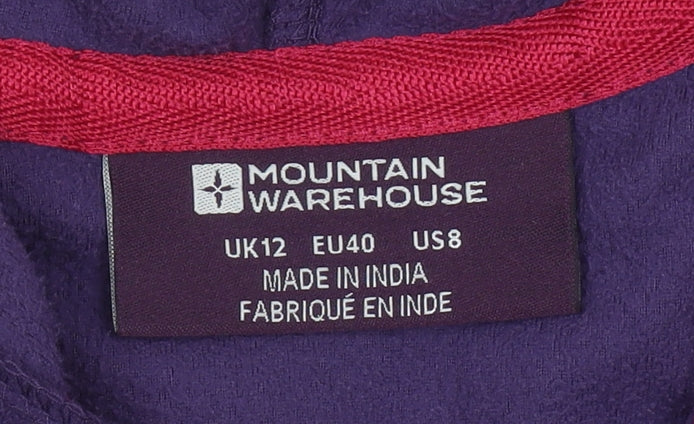 MOUNTAIN
WAREHOUSE
UK12 EU40 US8
MADE IN INDIA
FABRIQUÉ EN INDE